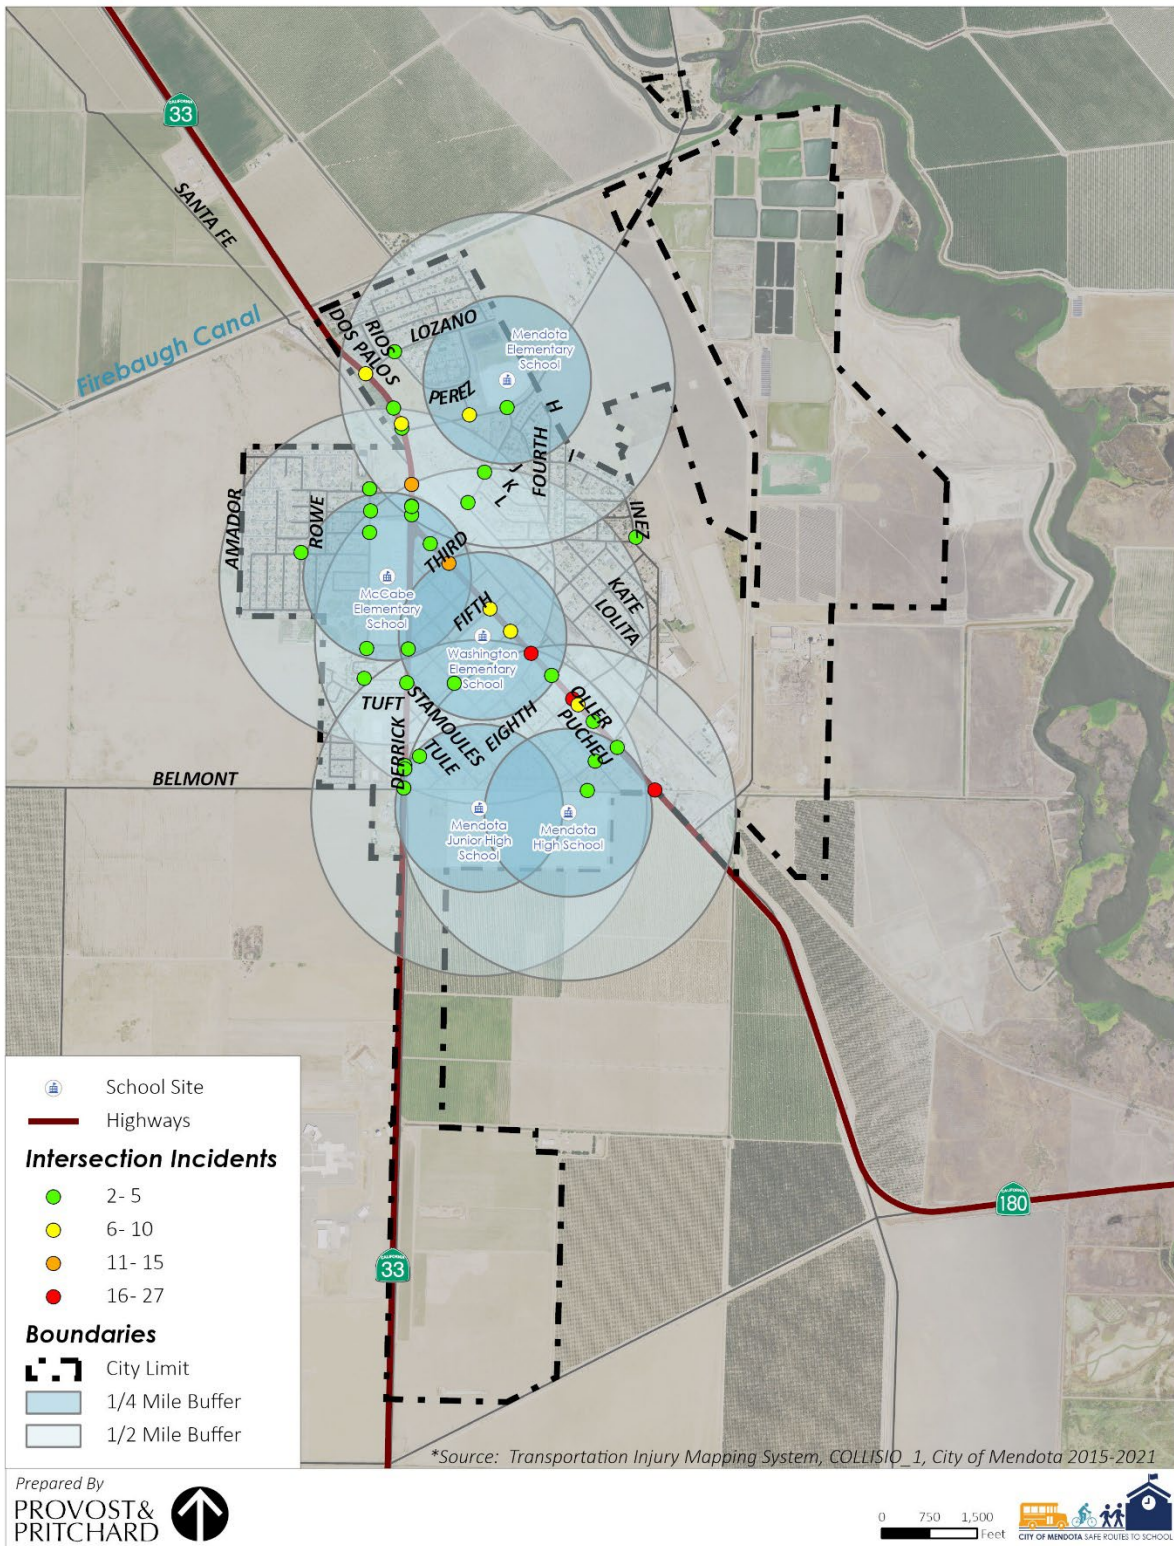 CALIFORNIA
33
SANTA FE
Firebaugh Canal
DOS PALOS
RIOS
LOZANO
Mendota
Elementary
School
PEREZ
H
FOURTH
I
J
K
L
INEZ
AMADOR
ROWE
THIRD
McCabe
Elementary
School
FIFTH
KATE
LOLITA
Washington
Elementary
School
TUFT
STAMOULES
EIGHTH
OLLER
PUCHEU
TULE
DERRICK
BELMONT
Mendota
Junior High
School
Mendota
High School
CALIFORNIA
180
CALIFORNIA
33
School Site
Highways
Intersection Incidents
2- 5
6- 10
11- 15
16- 27
Boundaries
City Limit
1/4 Mile Buffer
1/2 Mile Buffer
*Source: Transportation Injury Mapping System, COLLISIO_1, City of Mendota 2015-2021
Prepared By
PROVOST&
PRITCHARD
0 750 1,500
Feet
CITY OF MENDOTA SAFE ROUTES TO SCHOOL